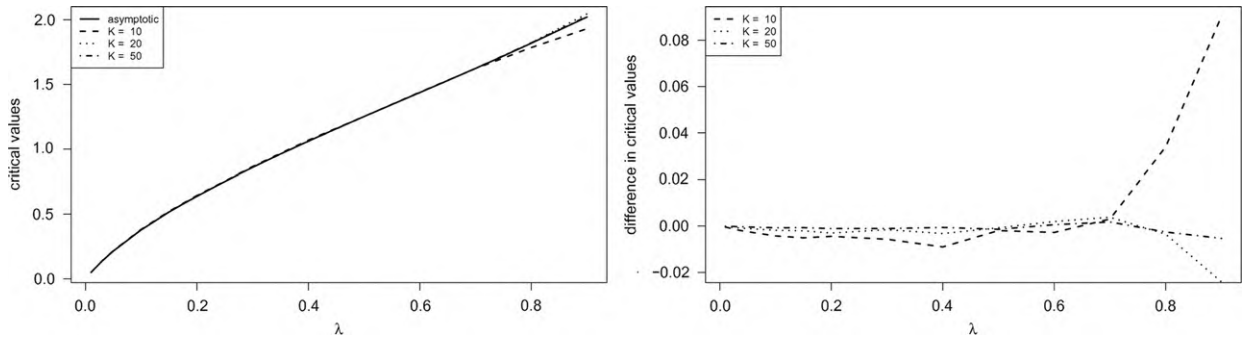 asymptotic
K = 10
K = 20
K = 50
critical values
2.0
1.5
1.0
0.5
0.0
0.0 0.2 0.4 0.6 0.8
λ
K = 10
K = 20
K = 50
difference in critical values
0.08
0.06
0.04
0.02
0.00
−0.02
0.0 0.2 0.4 0.6 0.8
λ